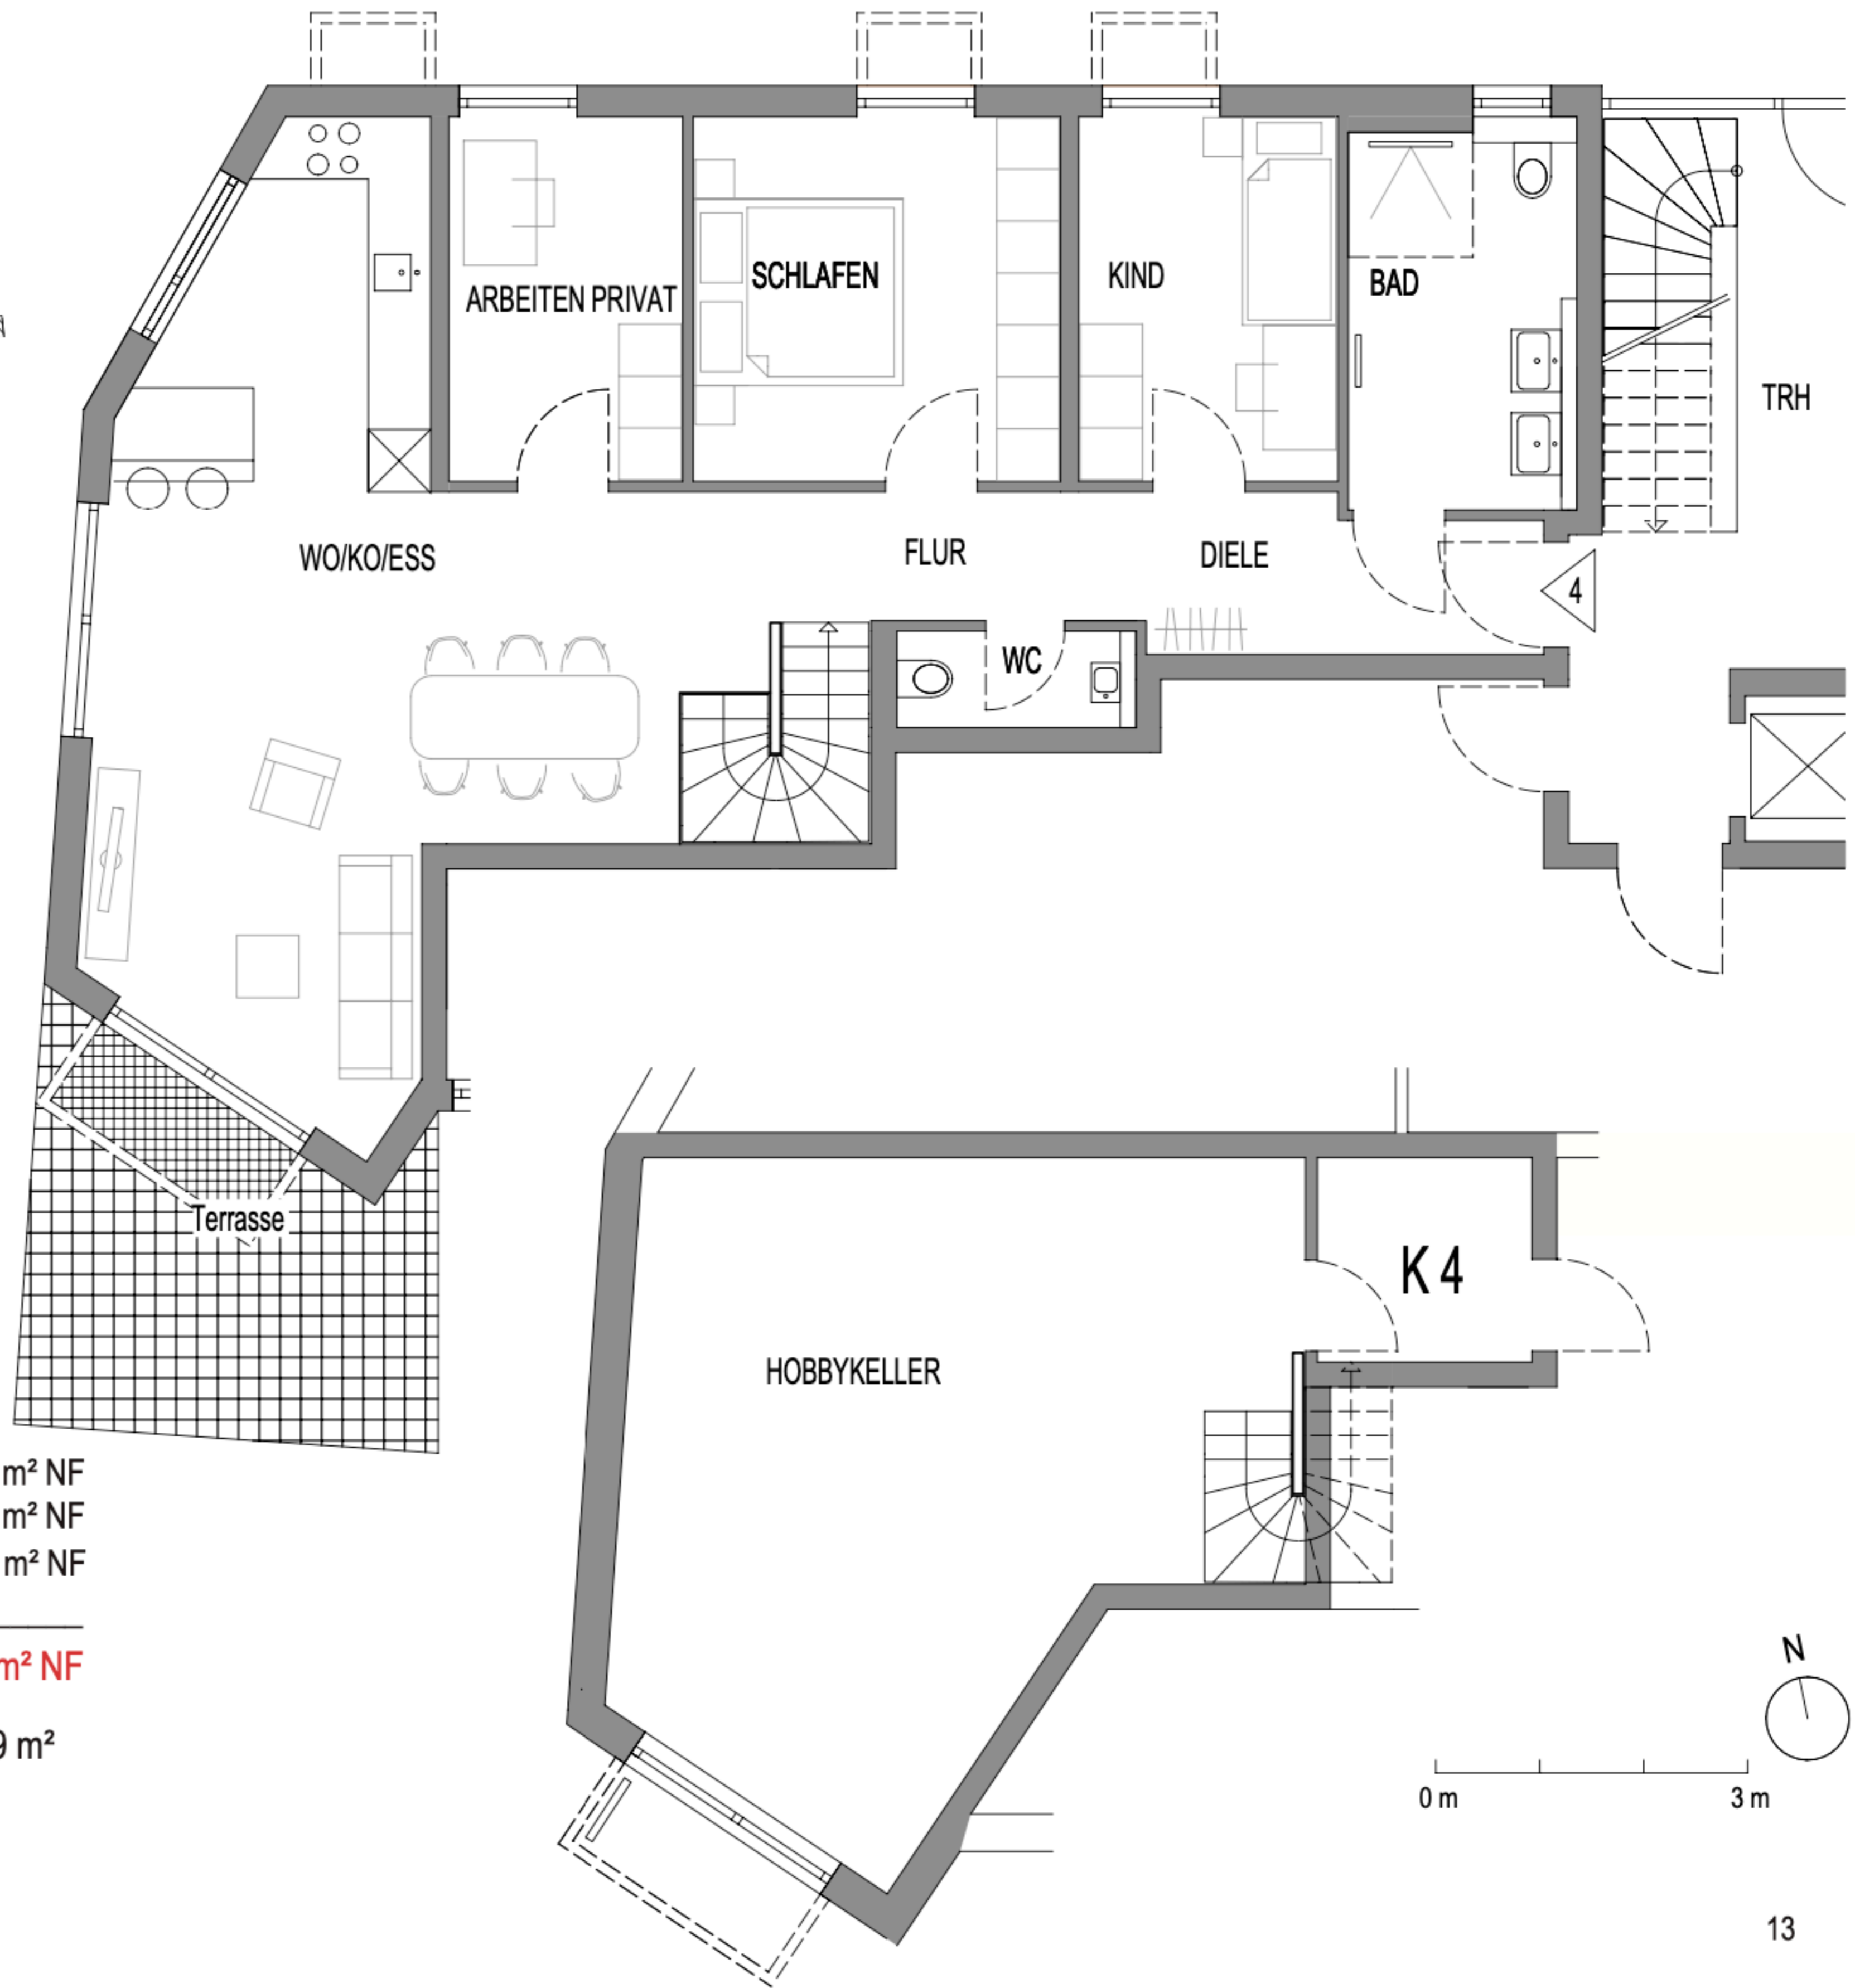 SCHLAFEN
KIND
BAD
ARBEITEN PRIVAT
TRH
WO/KO/ESS
FLUR
DIELE
4
WC
Terrasse
K 4
HOBBYKELLER
m² NF
m² NF
m² NF
m² NF
9 m²
N
0 m
3 m
13